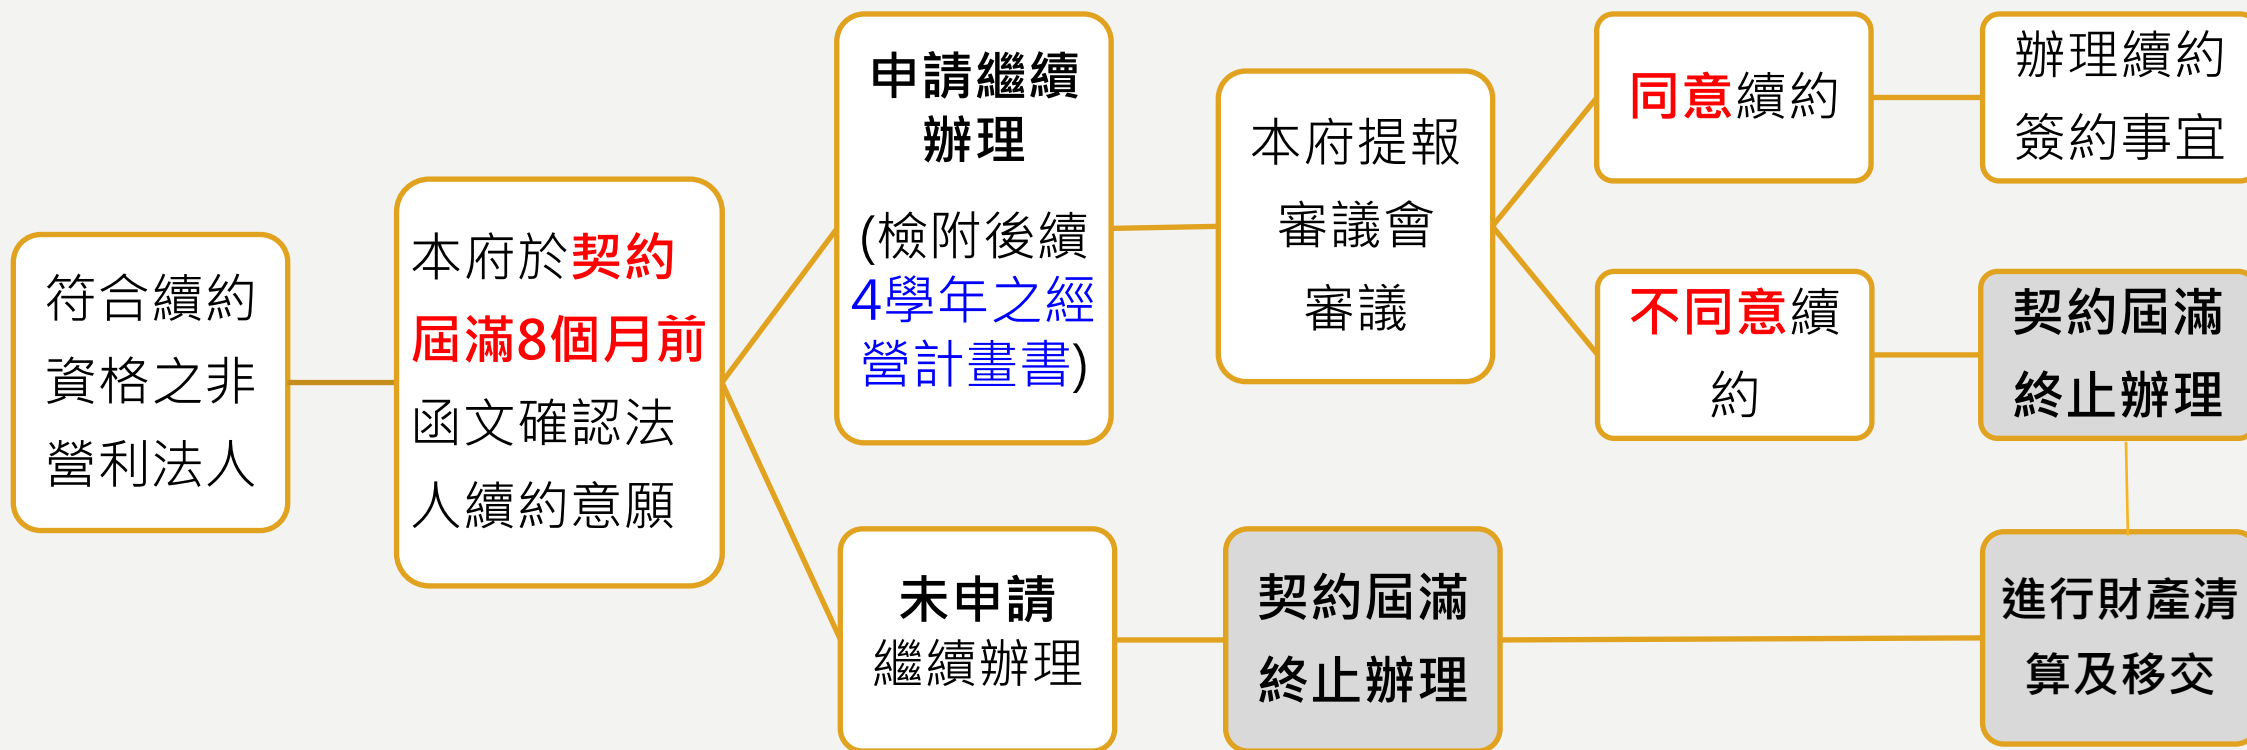 符合續約
資格之非
營利法人
本府於契約
屆滿8個月前
函文確認法
人續約意願
申請繼續
辦理
(檢附後續
4學年之經
營計畫書)
本府提報
審議會
審議
同意續約
辦理續約
簽約事宜
不同意續
約
契約屆滿
終止辦理
未申請
繼續辦理
契約屆滿
終止辦理
進行財產清
算及移交